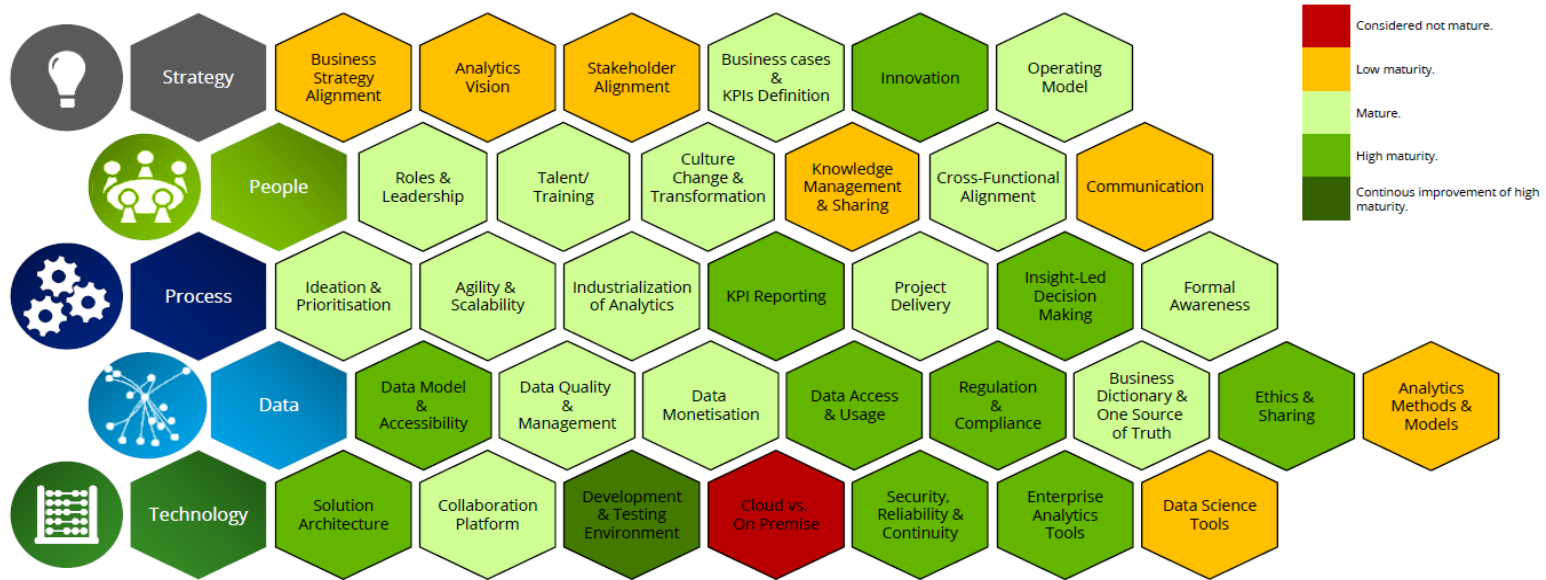 Strategy
Business
Strategy
Alignment
Analytics
Vision
Stakeholder
Alignment
Business cases
&
KPIs Definition
Innovation
Operating
Model
Considered not mature.
Low maturity.
Mature.
High maturity.
Continous improvement of high
maturity.
People
Roles &
Leadership
Talent/
Training
Culture
Change &
Transformation
Knowledge
Management
& Sharing
Cross-Functional
Alignment
Communication
Process
Ideation &
Prioritisation
Agility &
Scalability
Industrialization
of Analytics
KPI Reporting
Project
Delivery
Insight-Led
Decision
Making
Formal
Awareness
Data
Data Model
&
Accessibility
Data Quality
&
Management
Data
Monetisation
Data Access
& Usage
Regulation
&
Compliance
Business
Dictionary &
One Source
of Truth
Ethics &
Sharing
Analytics
Methods &
Models
Technology
Solution
Architecture
Collaboration
Platform
Development
& Testing
Environment
Cloud vs.
On Premise
Security,
Reliability &
Continuity
Enterprise
Analytics
Tools
Data Science
Tools